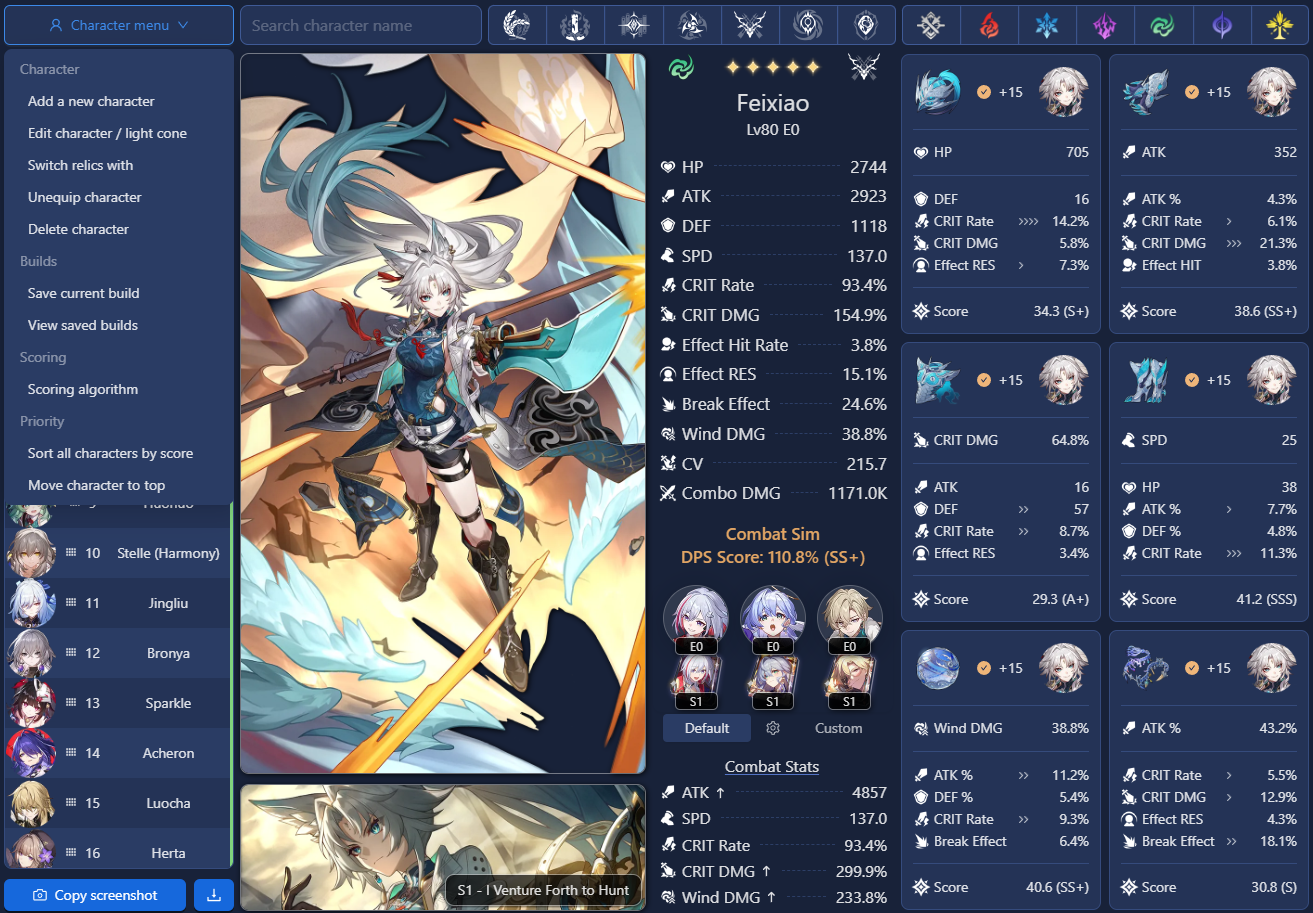 Character menu
Search character name
Character
Add a new character
Edit character / light cone
Switch relics with
Unequip character
Delete character
Builds
Save current build
View saved builds
Scoring
Scoring algorithm
Priority
Sort all characters by score
Move character to top
10 Stelle (Harmony)
11 Jingliu
12 Bronya
13 Sparkle
14 Acheron
15 Luocha
16 Herta
Copy screenshot
S1 - I Venture Forth to Hunt
Feixiao
Lv80 E0
HP 2744
ATK 2923
DEF 1118
SPD 137.0
CRIT Rate 93.4%
CRIT DMG 154.9%
Effect Hit Rate 3.8%
Effect RES 15.1%
Break Effect 24.6%
Wind DMG 38.8%
CV 215.7
Combo DMG 1171.0K
Combat Sim
DPS Score: 110.8% (SS+)
E0 E0 E0
S1 S1 S1
Default Custom
Combat Stats
ATK ↑ 4857
SPD 137.0
CRIT Rate 93.4%
CRIT DMG ↑ 299.9%
Wind DMG ↑ 233.8%
+15
HP 705
DEF 16
CRIT Rate >>>> 14.2%
CRIT DMG 5.8%
Effect RES > 7.3%
Score 34.3 (S+)
+15
ATK 352
ATK % 4.3%
CRIT Rate > 6.1%
CRIT DMG >>> 21.3%
Effect HIT 3.8%
Score 38.6 (SS+)
+15
CRIT DMG 64.8%
ATK 16
DEF >> 57
CRIT Rate >> 8.7%
Effect RES 3.4%
Score 29.3 (A+)
+15
SPD 25
HP 38
ATK % > 7.7%
DEF % 4.8%
CRIT Rate >>> 11.3%
Score 41.2 (SSS)
+15
Wind DMG 38.8%
ATK % >> 11.2%
DEF % 5.4%
CRIT Rate >> 9.3%
Break Effect 6.4%
Score 40.6 (SS+)
+15
ATK % 43.2%
CRIT Rate > 5.5%
CRIT DMG > 12.9%
Effect RES 4.3%
Break Effect >> 18.1%
Score 30.8 (S)